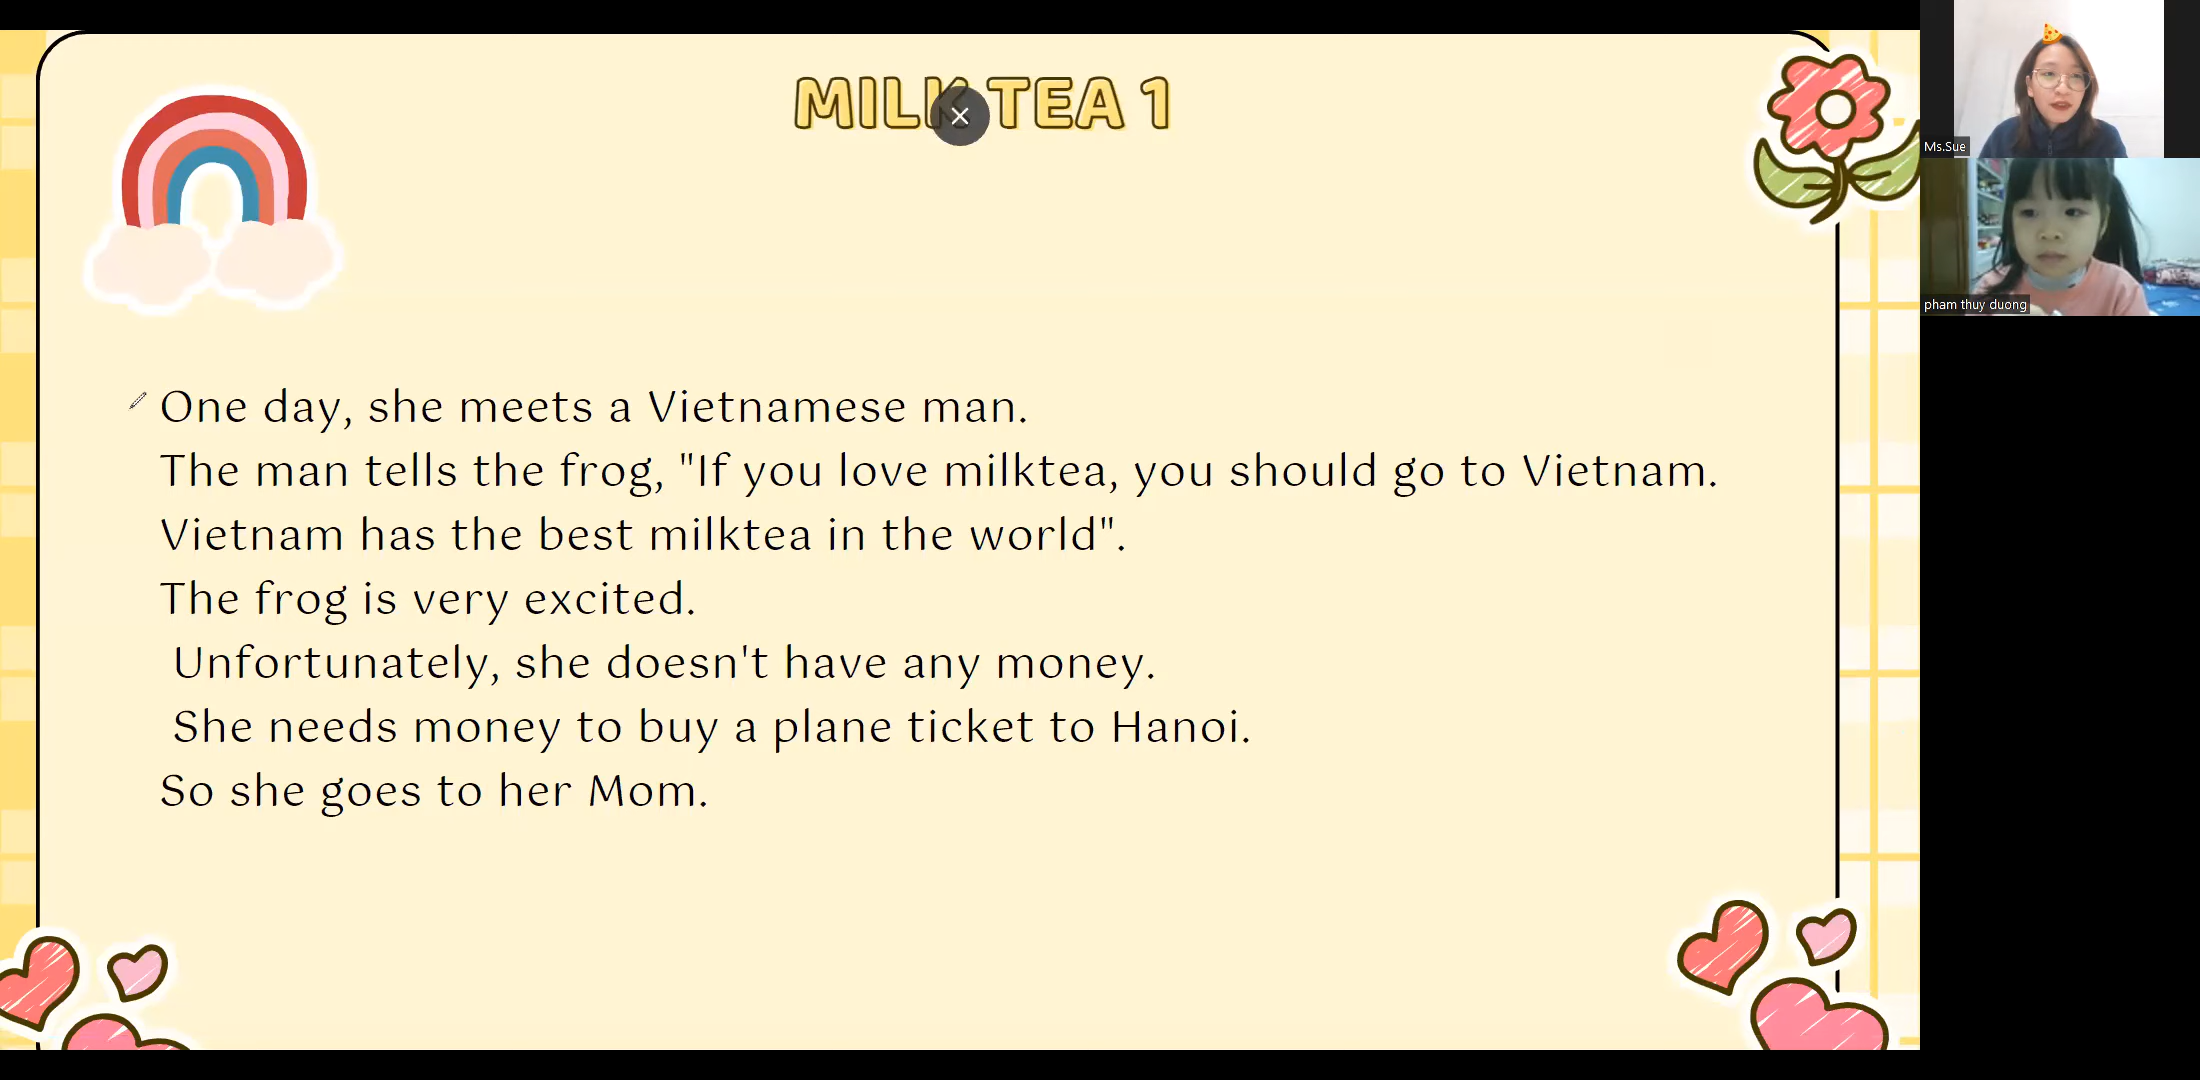 MILK TEA 1
Ms.Sue
pham thuy duong
One day, she meets a Vietnamese man.
The man tells the frog, "If you love milktea, you should go to Vietnam.
Vietnam has the best milktea in the world".
The frog is very excited.
Unfortunately, she doesn't have any money.
She needs money to buy a plane ticket to Hanoi.
So she goes to her Mom.